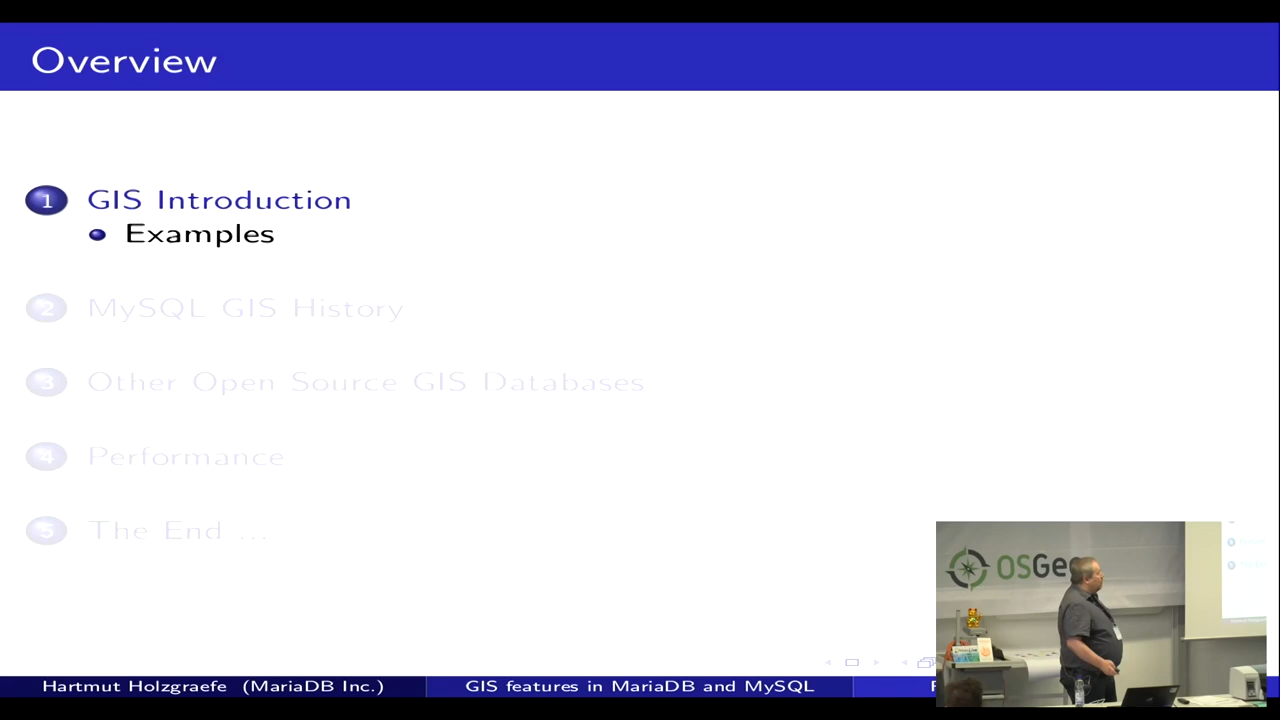 Overview
1 GIS Introduction
Examples
2 MySQL GIS History
3 Other Open Source GIS Databases
4 Performance
5 The End ...
OSGe
Hartmut Holzgraefe (MariaDB Inc.)
GIS features in MariaDB and MySQL
F